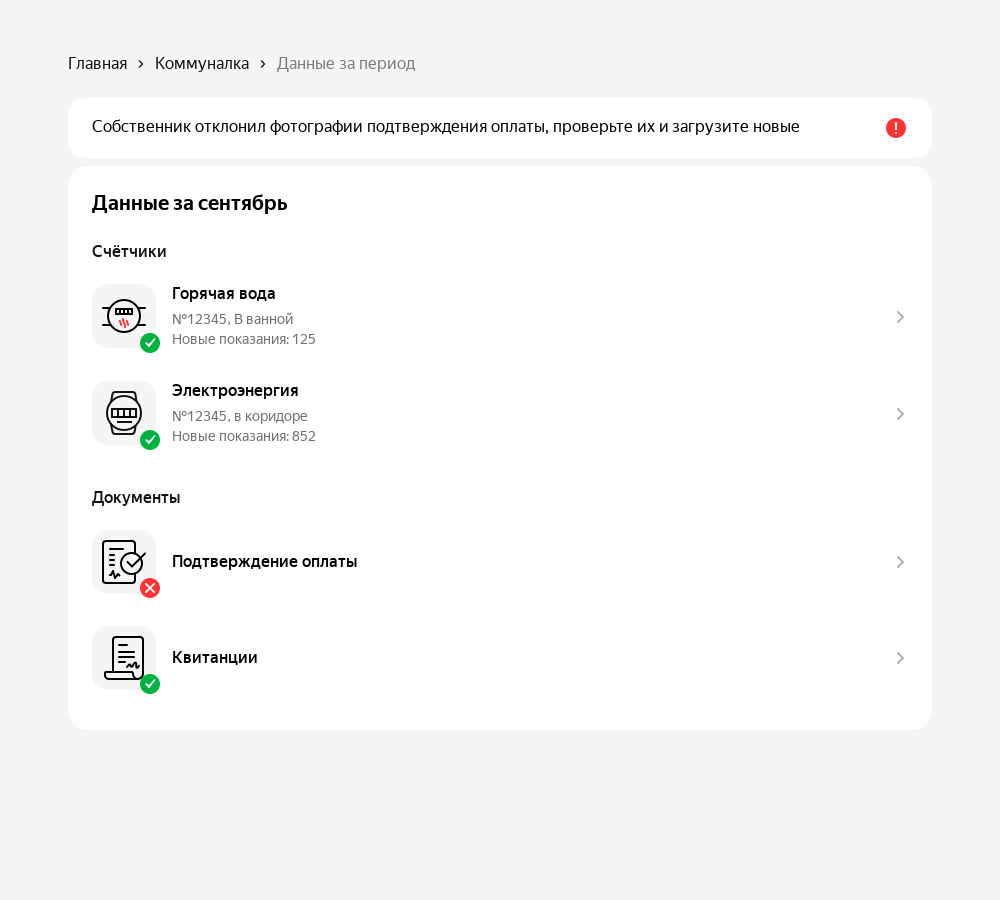 Главная › Коммуналка › Данные за период
Собственник отклонил фотографии подтверждения оплаты, проверьте их и загрузите новые
Данные за сентябрь
Счётчики
Горячая вода
№12345, В ванной
Новые показания: 125
Электроэнергия
№12345, в коридоре
Новые показания: 852
Документы
Подтверждение оплаты
Квитанции